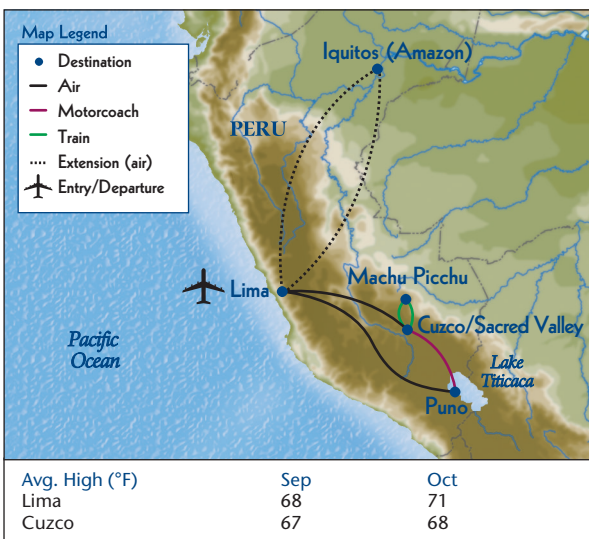 Map Legend
Destination
Air
Motorcoach
Train
Extension (air)
Entry/Departure
Iquitos (Amazon)
PERU
Lima
Machu Picchu
Cuzco/Sacred Valley
Pacific
Ocean
Lake
Titicaca
Puno
Avg. High (°F) Sep Oct
Lima 68 71
Cuzco 67 68